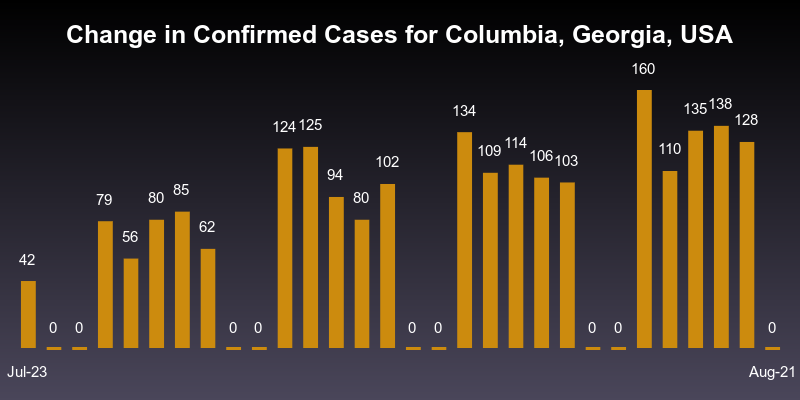 Change in Confirmed Cases for Columbia, Georgia, USA
42 0 0 79 56 80 85 62 0 0 124 125 94 80 102 0 0 134 109 114 106 103 0 0 160 110 135 138 128 0
Jul-23 Aug-21